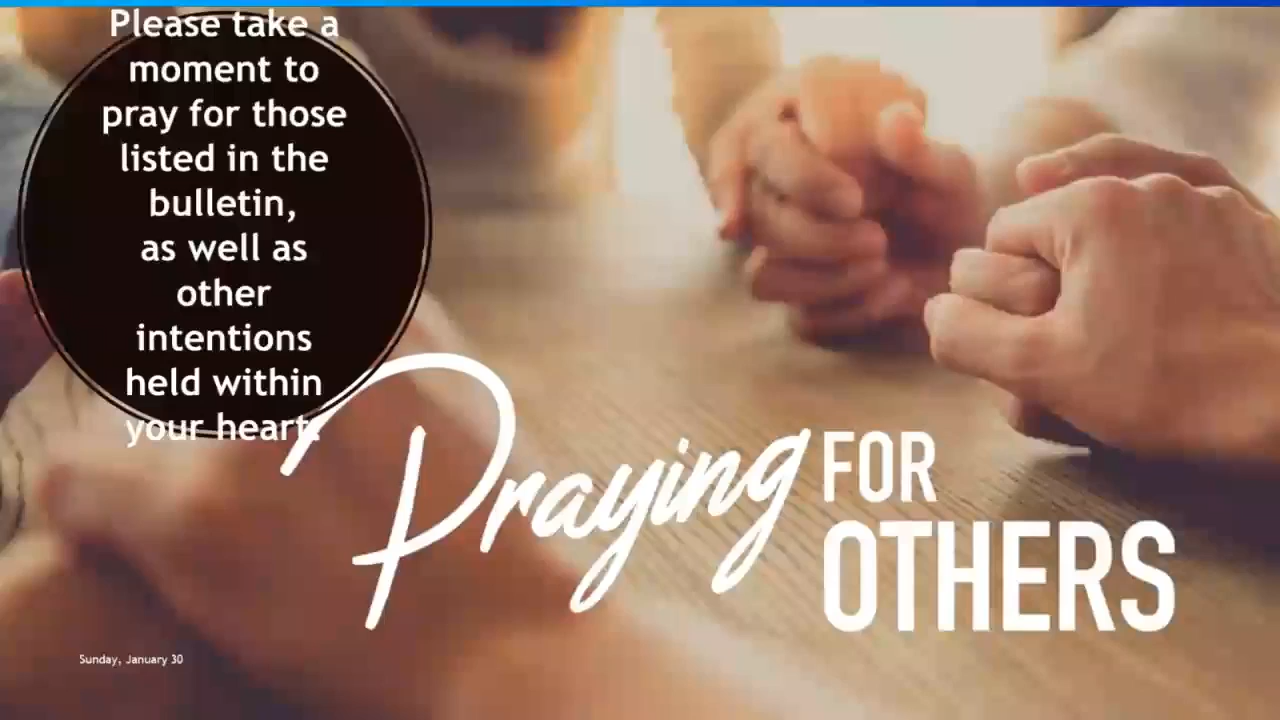 Please take a
moment to
pray for those
listed in the
bulletin,
as well as
other
intentions
held within
your heart.
Praying FOR
OTHERS
Sunday, January 30